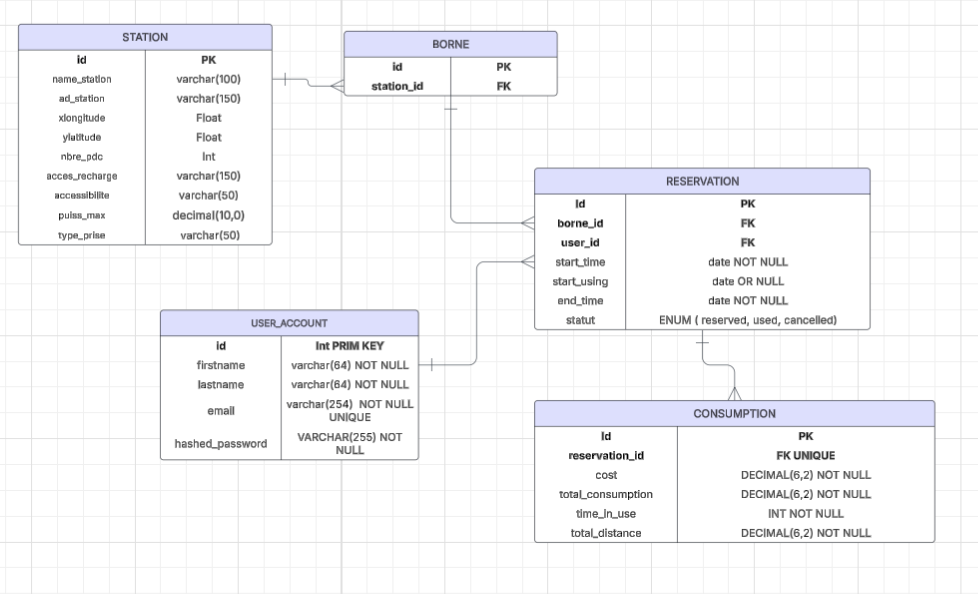 STATION
id PK
name_station varchar(100)
ad_station varchar(150)
xlongitude Float
ylatitude Float
nbre_pdc Int
acces_recharge varchar(150)
accessibilite varchar(50)
puiss_max decimal(10,0)
type_prise varchar(50)
BORNE
id PK
station_id FK
RESERVATION
Id PK
borne_id FK
user_id FK
start_time date NOT NULL
start_using date OR NULL
end_time date NOT NULL
statut ENUM ( reserved, used, cancelled)
USER_ACCOUNT
id Int PRIM KEY
firstname varchar(64) NOT NULL
lastname varchar(64) NOT NULL
email varchar(254) NOT NULL
UNIQUE
hashed_password VARCHAR(255) NOT
NULL
CONSUMPTION
Id PK
reservation_id FK UNIQUE
cost DECIMAL(6,2) NOT NULL
total_consumption DECIMAL(6,2) NOT NULL
time_in_use INT NOT NULL
total_distance DECIMAL(6,2) NOT NULL